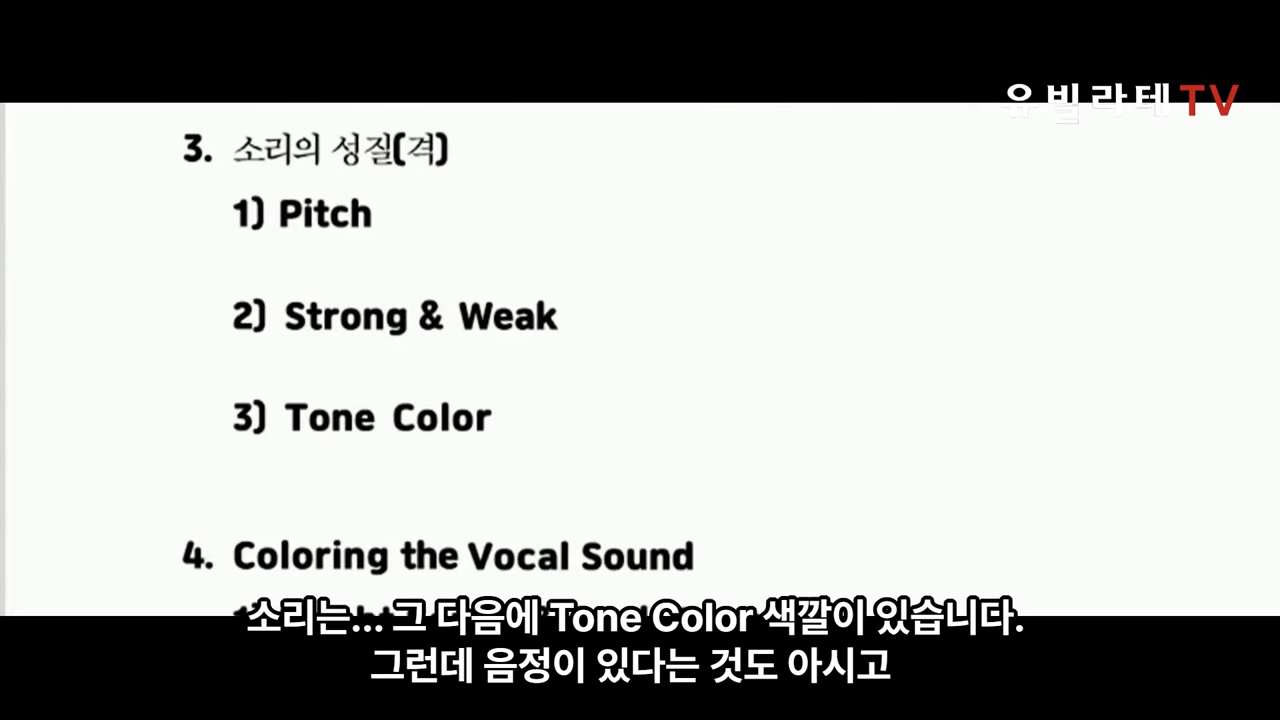 유빌라테TV
3. 소리의 성질(격)
1) Pitch
2) Strong & Weak
3) Tone Color
4. Coloring the Vocal Sound
소리는... 그 다음에 Tone Color 색깔이 있습니다.
그런데 음정이 있다는 것도 아시고